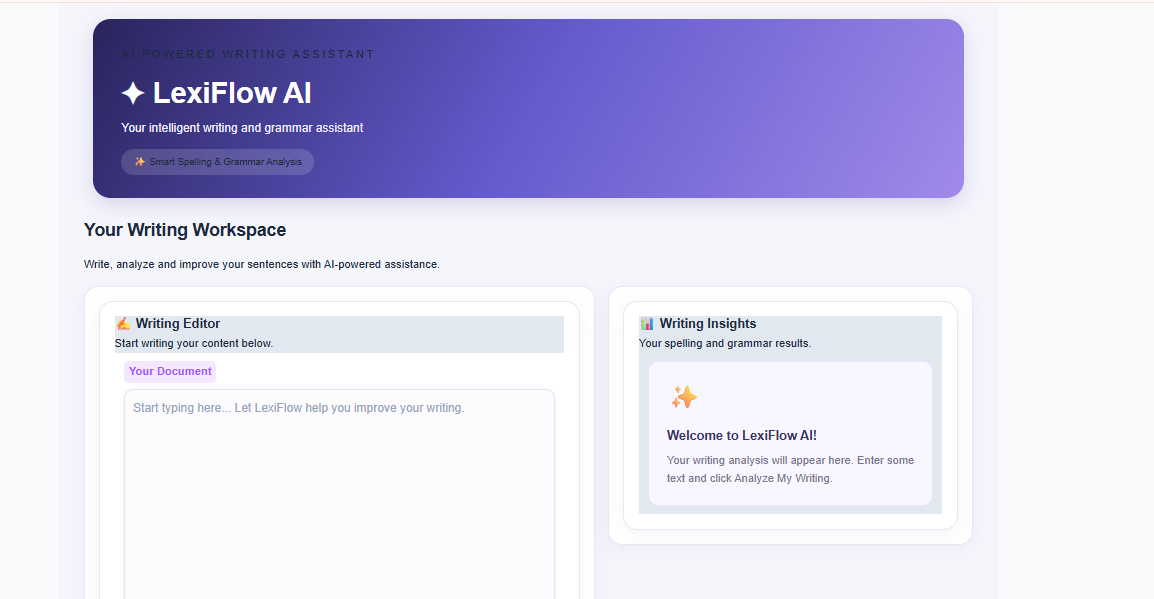 AI POWERED WRITING ASSISTANT
✦ LexiFlow AI
Your intelligent writing and grammar assistant
✨ Smart Spelling & Grammar Analysis
Your Writing Workspace
Write, analyze and improve your sentences with AI-powered assistance.
✍️ Writing Editor
Start writing your content below.
Your Document
Start typing here... Let LexiFlow help you improve your writing.
📊 Writing Insights
Your spelling and grammar results.
✨
Welcome to LexiFlow AI!
Your writing analysis will appear here. Enter some
text and click Analyze My Writing.